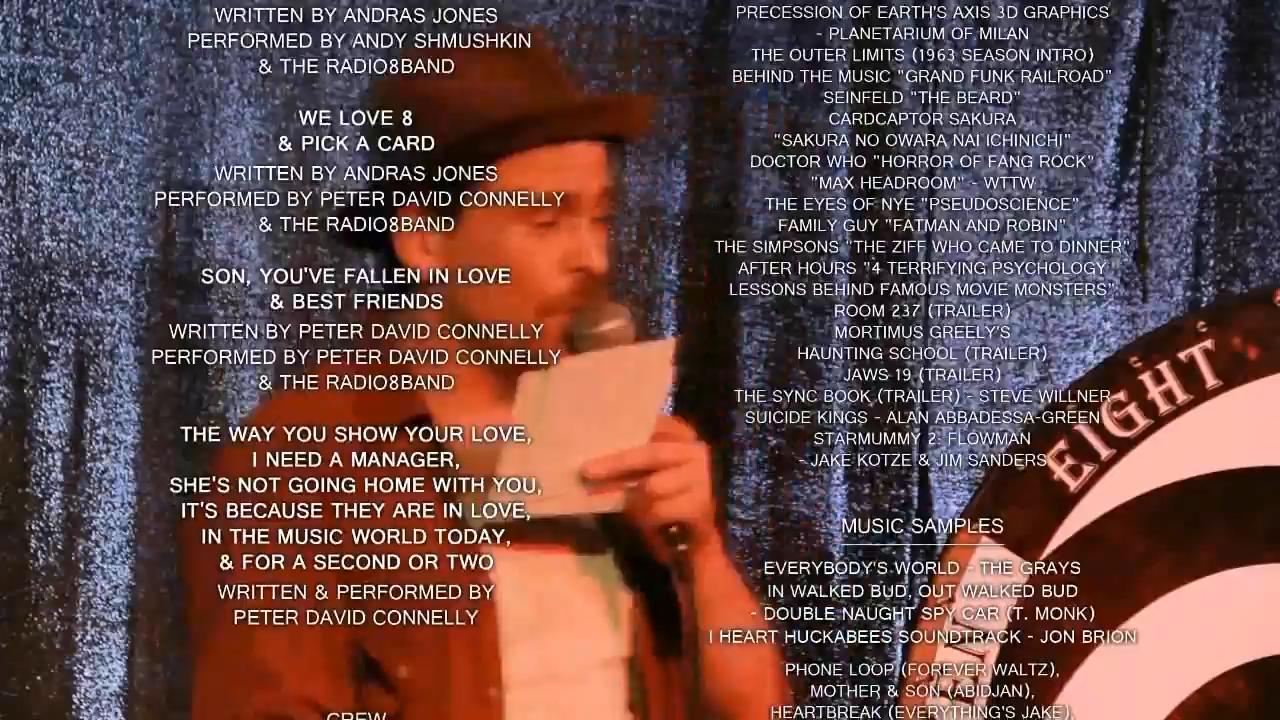 WRITTEN BY ANDRAS JONES
PERFORMED BY ANDY SHMUSHKIN
& THE RADIO8BAND
WE LOVE 8
& PICK A CARD
WRITTEN BY ANDRAS JONES
PERFORMED BY PETER DAVID CONNELLY
& THE RADIO8BAND
SON, YOU'VE FALLEN IN LOVE
& BEST FRIENDS
WRITTEN BY PETER DAVID CONNELLY
PERFORMED BY PETER DAVID CONNELLY
& THE RADIO8BAND
THE WAY YOU SHOW YOUR LOVE,
I NEED A MANAGER,
SHE'S NOT GOING HOME WITH YOU,
IT'S BECAUSE THEY ARE IN LOVE,
IN THE MUSIC WORLD TODAY,
& FOR A SECOND OR TWO
WRITTEN & PERFORMED BY
PETER DAVID CONNELLY
CREW
PRECESSION OF EARTH'S AXIS 3D GRAPHICS
- PLANETARIUM OF MILAN
THE OUTER LIMITS (1963 SEASON INTRO)
BEHIND THE MUSIC "GRAND FUNK RAILROAD"
SEINFELD "THE BEARD"
CARDCAPTOR SAKURA
"SAKURA NO OWARA NAI ICHINICHI"
DOCTOR WHO "HORROR OF FANG ROCK"
"MAX HEADROOM" - WTTW
THE EYES OF NYE "PSEUDOSCIENCE"
FAMILY GUY "FATMAN AND ROBIN"
THE SIMPSONS "THE ZIFF WHO CAME TO DINNER"
AFTER HOURS "4 TERRIFYING PSYCHOLOGY
LESSONS BEHIND FAMOUS MOVIE MONSTERS"
ROOM 237 (TRAILER)
MORTIMUS GREELY'S
HAUNTING SCHOOL (TRAILER)
JAWS 19 (TRAILER)
THE SYNC BOOK (TRAILER) - STEVE WILLNER
SUICIDE KINGS - ALAN ABBADESSA-GREEN
STARMUMMY 2: FLOWMAN
- JAKE KOTZE & JIM SANDERS
MUSIC SAMPLES
EVERYBODY'S WORLD - THE GRAYS
IN WALKED BUD, OUT WALKED BUD
- DOUBLE NAUGHT SPY CAR (T. MONK)
I HEART HUCKABEES SOUNDTRACK - JON BRION
PHONE LOOP (FOREVER WALTZ),
MOTHER & SON (ABIDJAN),
HEARTBREAK (EVERYTHING'S JAKE),
EIGHT